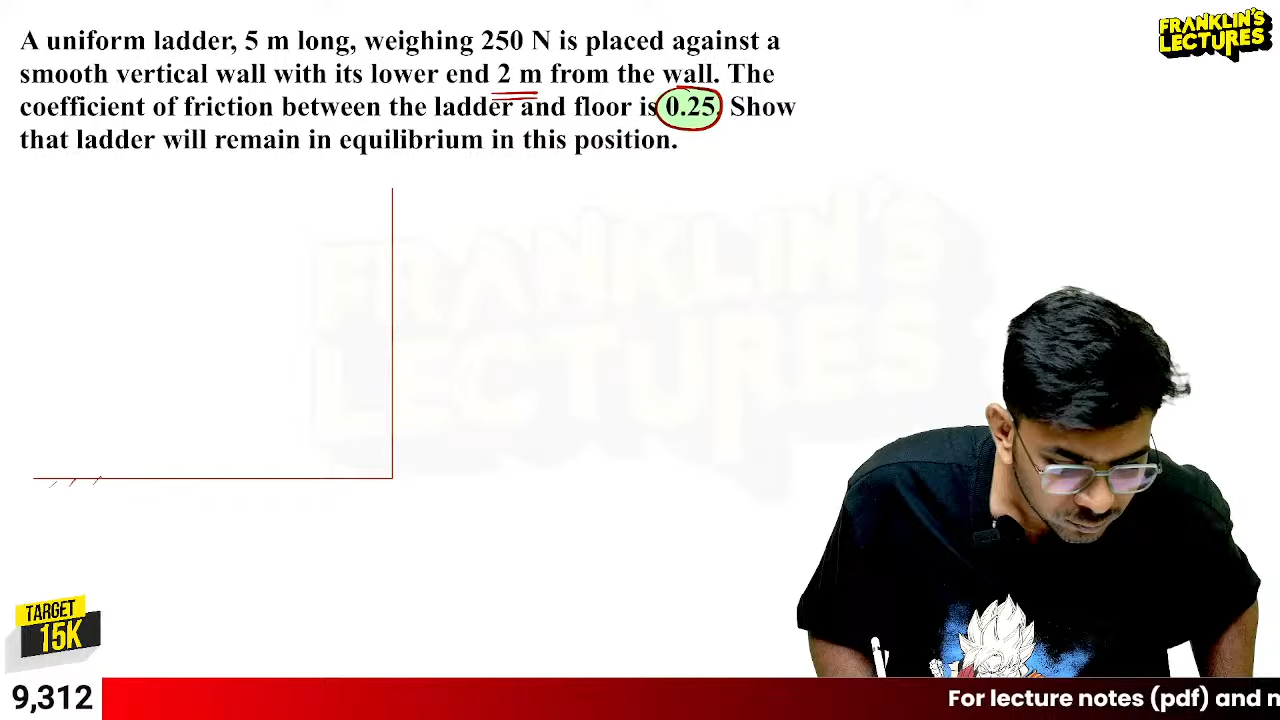 A uniform ladder, 5 m long, weighing 250 N is placed against a
smooth vertical wall with its lower end 2 m from the wall. The
coefficient of friction between the ladder and floor is 0.25. Show
that ladder will remain in equilibrium in this position.
FRANKLIN'S
LECTURES
FRANKLIN'S
LECTURES
TARGET
15K
9,312
For lecture notes (pdf) and n